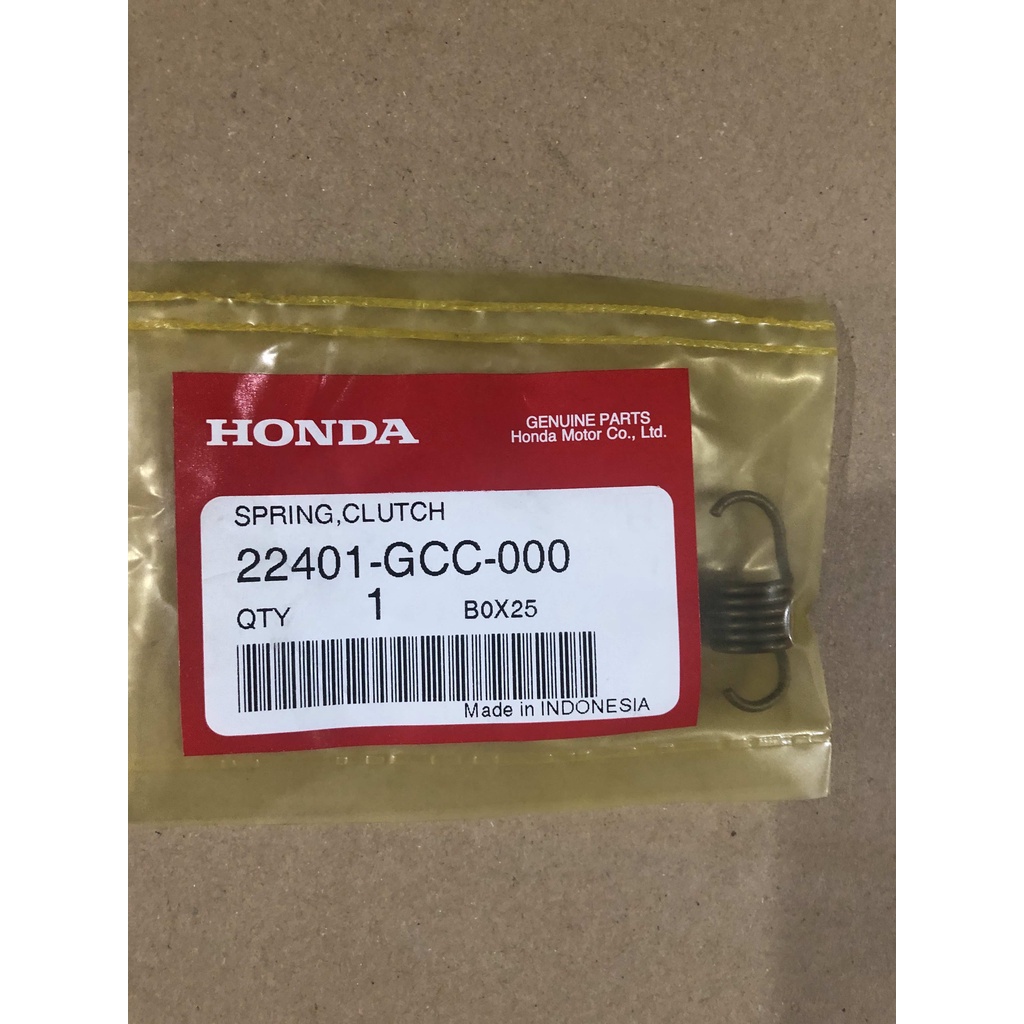 HONDA
GENUINE PARTS
Honda Motor Co., Ltd.
SPRING,CLUTCH
22401-GCC-000
QTY 1 B0X25
Made in INDONESIA